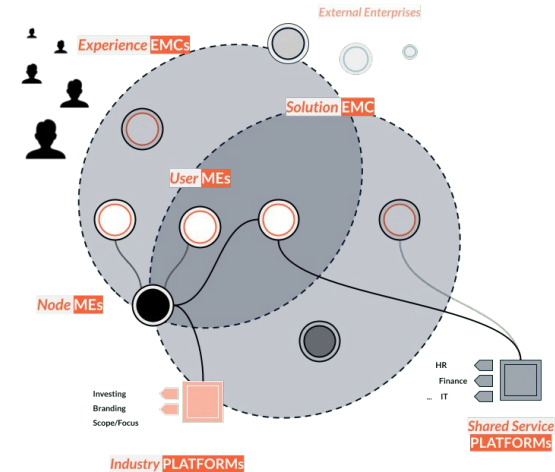 External Enterprises
Experience EMCs
Solution EMC
User MEs
Node MEs
HR
Finance
... IT
Investing
Branding
Scope/Focus
Shared Service
PLATFORMs
Industry PLATFORMs